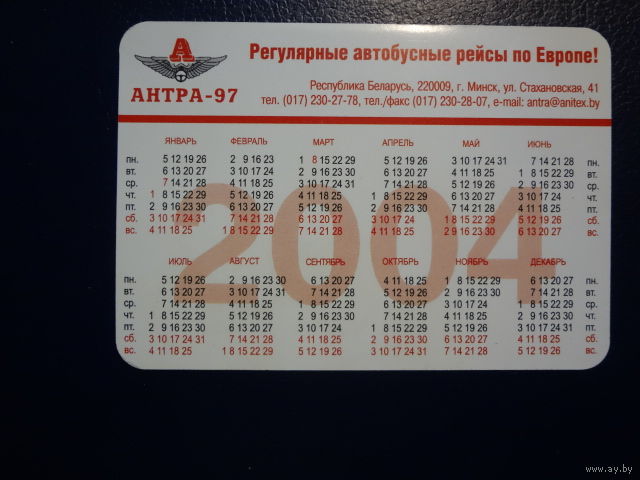 А
АНТРА-97
Регулярные автобусные рейсы по Европе!
Республика Беларусь, 220009, г. Минск, ул. Стахановская, 41
тел. (017) 230-27-78, тел./факс (017) 230-28-07, e-mail: antra@anitex.by
2004
ЯНВАРЬ ФЕВРАЛЬ МАРТ АПРЕЛЬ МАЙ ИЮНЬ
пн. 5 12 19 26 2 9 16 23 1 8 15 22 29 5 12 19 26 3 10 17 24 31 7 14 21 28 пн.
вт. 6 13 20 27 3 10 17 24 2 9 16 23 30 6 13 20 27 4 11 18 25 1 8 15 22 29 вт.
ср. 7 14 21 28 4 11 18 25 3 10 17 24 31 7 14 21 28 5 12 19 26 2 9 16 23 30 ср.
чт. 1 8 15 22 29 5 12 19 26 4 11 18 25 1 8 15 22 29 6 13 20 27 3 10 17 24 чт.
пт. 2 9 16 23 30 6 13 20 27 5 12 19 26 2 9 16 23 30 7 14 21 28 4 11 18 25 пт.
сб. 3 10 17 24 31 7 14 21 28 6 13 20 27 3 10 17 24 1 8 15 22 29 5 12 19 26 сб.
вс. 4 11 18 25 1 8 15 22 29 7 14 21 28 4 11 18 25 2 9 16 23 30 6 13 20 27 вс.
ИЮЛЬ АВГУСТ СЕНТЯБРЬ ОКТЯБРЬ НОЯБРЬ ДЕКАБРЬ
пн. 5 12 19 26 2 9 16 23 30 6 13 20 27 4 11 18 25 1 8 15 22 29 6 13 20 27 пн.
вт. 6 13 20 27 3 10 17 24 31 7 14 21 28 5 12 19 26 2 9 16 23 30 7 14 21 28 вт.
ср. 7 14 21 28 4 11 18 25 1 8 15 22 29 6 13 20 27 3 10 17 24 1 8 15 22 29 ср.
чт. 1 8 15 22 29 5 12 19 26 2 9 16 23 30 7 14 21 28 4 11 18 25 2 9 16 23 30 чт.
пт. 2 9 16 23 30 6 13 20 27 3 10 17 24 1 8 15 22 29 5 12 19 26 3 10 17 24 31 пт.
сб. 3 10 17 24 31 7 14 21 28 4 11 18 25 2 9 16 23 30 6 13 20 27 4 11 18 25 сб.
вс. 4 11 18 25 1 8 15 22 29 5 12 19 26 3 10 17 24 31 7 14 21 28 5 12 19 26 вс.
www.ay.by